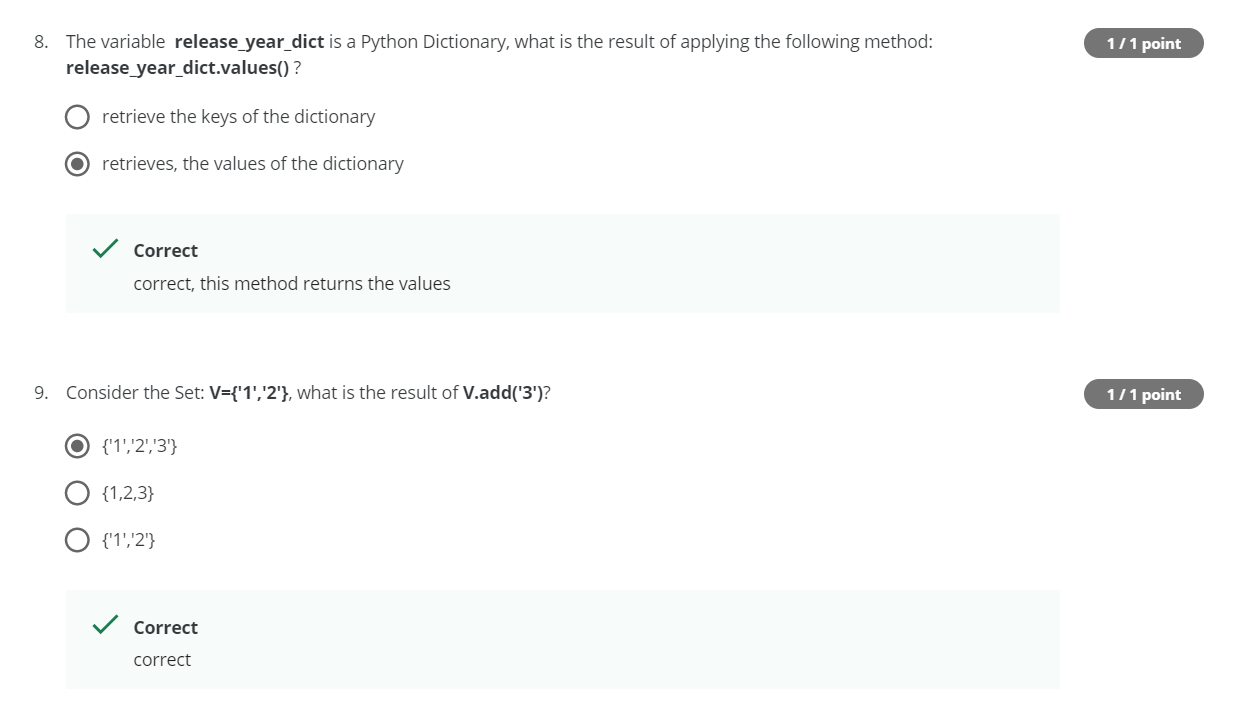 8. The variable release_year_dict is a Python Dictionary, what is the result of applying the following method:
1 / 1 point
release_year_dict.values() ?
retrieve the keys of the dictionary
retrieves, the values of the dictionary
Correct
correct, this method returns the values
9. Consider the Set: V={'1','2'}, what is the result of V.add('3')?
1 / 1 point
{'1','2','3'}
{1,2,3}
{'1','2'}
Correct
correct